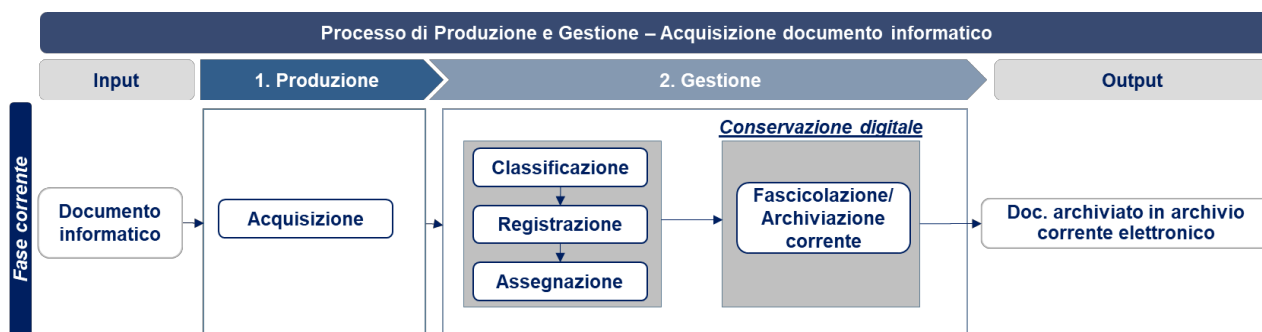 Processo di Produzione e Gestione – Acquisizione documento informatico
Input
1. Produzione
2. Gestione
Output
Fase corrente
Documento
informatico
Acquisizione
Classificazione
Registrazione
Assegnazione
Conservazione digitale
Fascicolazione/
Archiviazione
corrente
Doc. archiviato in archivio
corrente elettronico